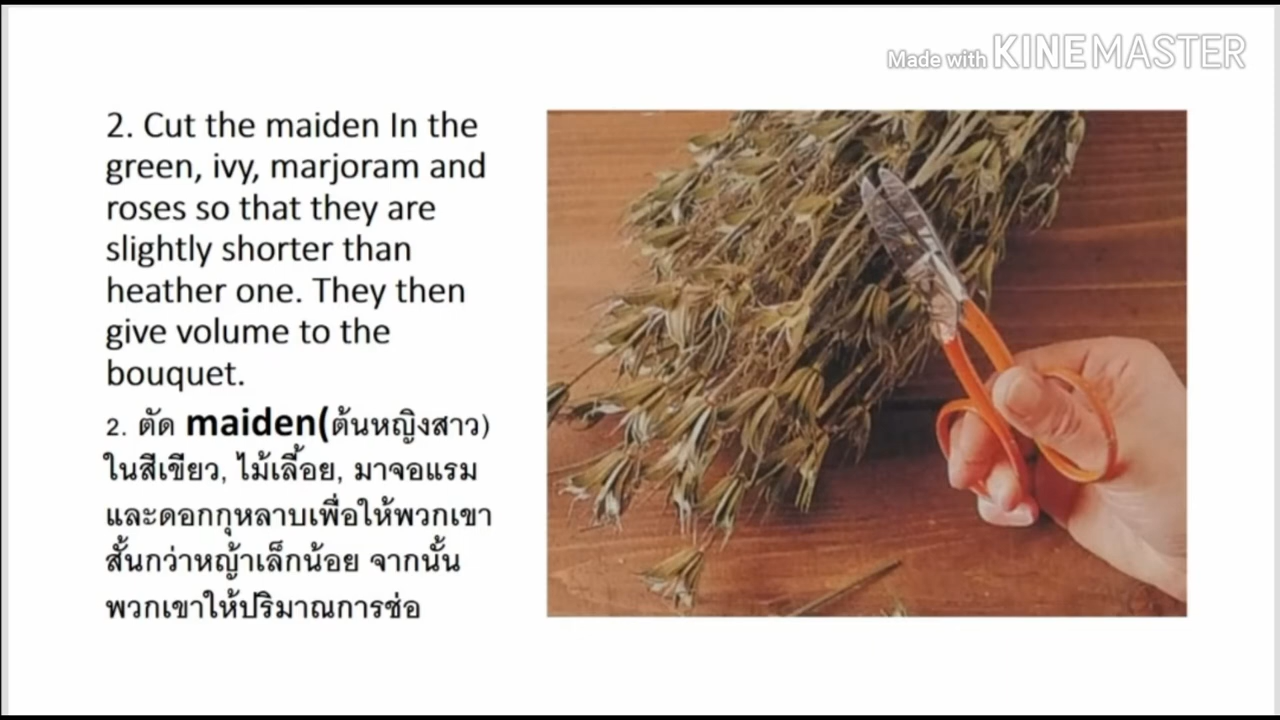 Made with KINEMASTER
2. Cut the maiden In the
green, ivy, marjoram and
roses so that they are
slightly shorter than
heather one. They then
give volume to the
bouquet.
2. ตัด maiden(ต้นหญิงสาว)
ในสีเขียว, ไม้เลื้อย, มาจอแรม
และดอกกุหลาบเพื่อให้พวกเขา
สั้นกว่าหญ้าเล็กน้อย จากนั้น
พวกเขาให้ปริมาณการช่อ